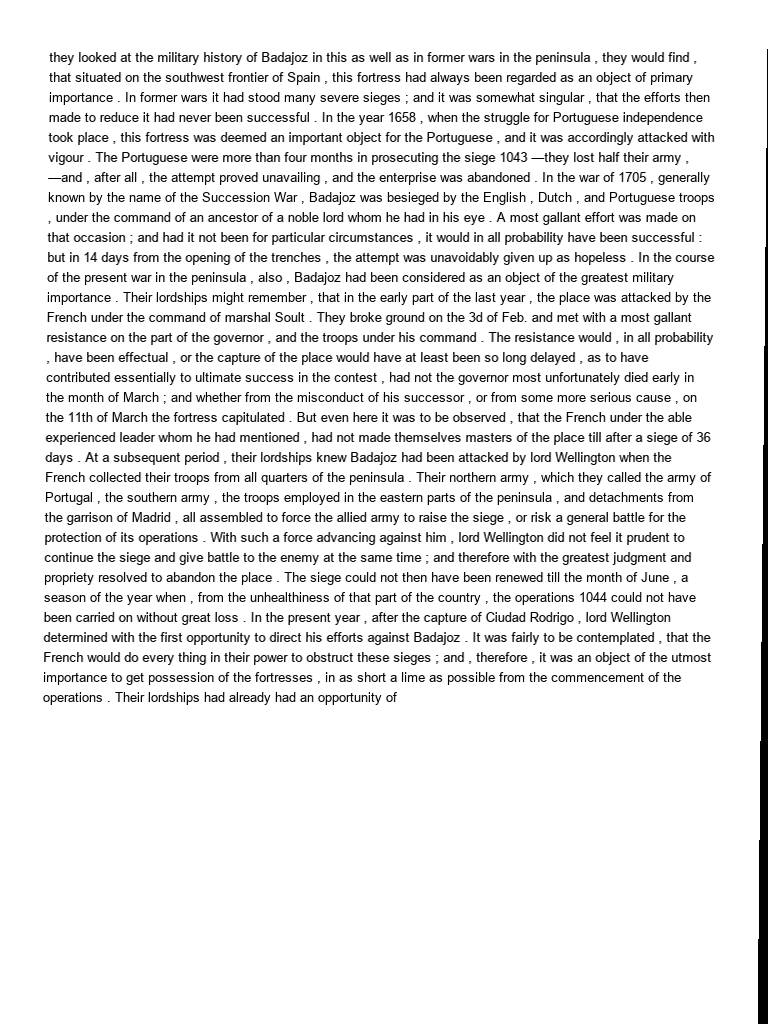 they looked at the military history of Badajoz in this as well as in former wars in the peninsula , they would find ,
that situated on the southwest frontier of Spain , this fortress had always been regarded as an object of primary
importance . In former wars it had stood many severe sieges ; and it was somewhat singular , that the efforts then
made to reduce it had never been successful . In the year 1658 , when the struggle for Portuguese independence
took place , this fortress was deemed an important object for the Portuguese , and it was accordingly attacked with
vigour . The Portuguese were more than four months in prosecuting the siege 1043 —they lost half their army ,
—and , after all , the attempt proved unavailing , and the enterprise was abandoned . In the war of 1705 , generally
known by the name of the Succession War , Badajoz was besieged by the English , Dutch , and Portuguese troops
, under the command of an ancestor of a noble lord whom he had in his eye . A most gallant effort was made on
that occasion ; and had it not been for particular circumstances , it would in all probability have been successful :
but in 14 days from the opening of the trenches , the attempt was unavoidably given up as hopeless . In the course
of the present war in the peninsula , also , Badajoz had been considered as an object of the greatest military
importance . Their lordships might remember , that in the early part of the last year , the place was attacked by the
French under the command of marshal Soult . They broke ground on the 3d of Feb. and met with a most gallant
resistance on the part of the governor , and the troops under his command . The resistance would , in all probability
, have been effectual , or the capture of the place would have at least been so long delayed , as to have
contributed essentially to ultimate success in the contest , had not the governor most unfortunately died early in
the month of March ; and whether from the misconduct of his successor , or from some more serious cause , on
the 11th of March the fortress capitulated . But even here it was to be observed , that the French under the able
experienced leader whom he had mentioned , had not made themselves masters of the place till after a siege of 36
days . At a subsequent period , their lordships knew Badajoz had been attacked by lord Wellington when the
French collected their troops from all quarters of the peninsula . Their northern army , which they called the army of
Portugal , the southern army , the troops employed in the eastern parts of the peninsula , and detachments from
the garrison of Madrid , all assembled to force the allied army to raise the siege , or risk a general battle for the
protection of its operations . With such a force advancing against him , lord Wellington did not feel it prudent to
continue the siege and give battle to the enemy at the same time ; and therefore with the greatest judgment and
propriety resolved to abandon the place . The siege could not then have been renewed till the month of June , a
season of the year when , from the unhealthiness of that part of the country , the operations 1044 could not have
been carried on without great loss . In the present year , after the capture of Ciudad Rodrigo , lord Wellington
determined with the first opportunity to direct his efforts against Badajoz . It was fairly to be contemplated , that the
French would do every thing in their power to obstruct these sieges ; and , therefore , it was an object of the utmost
importance to get possession of the fortresses , in as short a lime as possible from the commencement of the
operations . Their lordships had already had an opportunity of